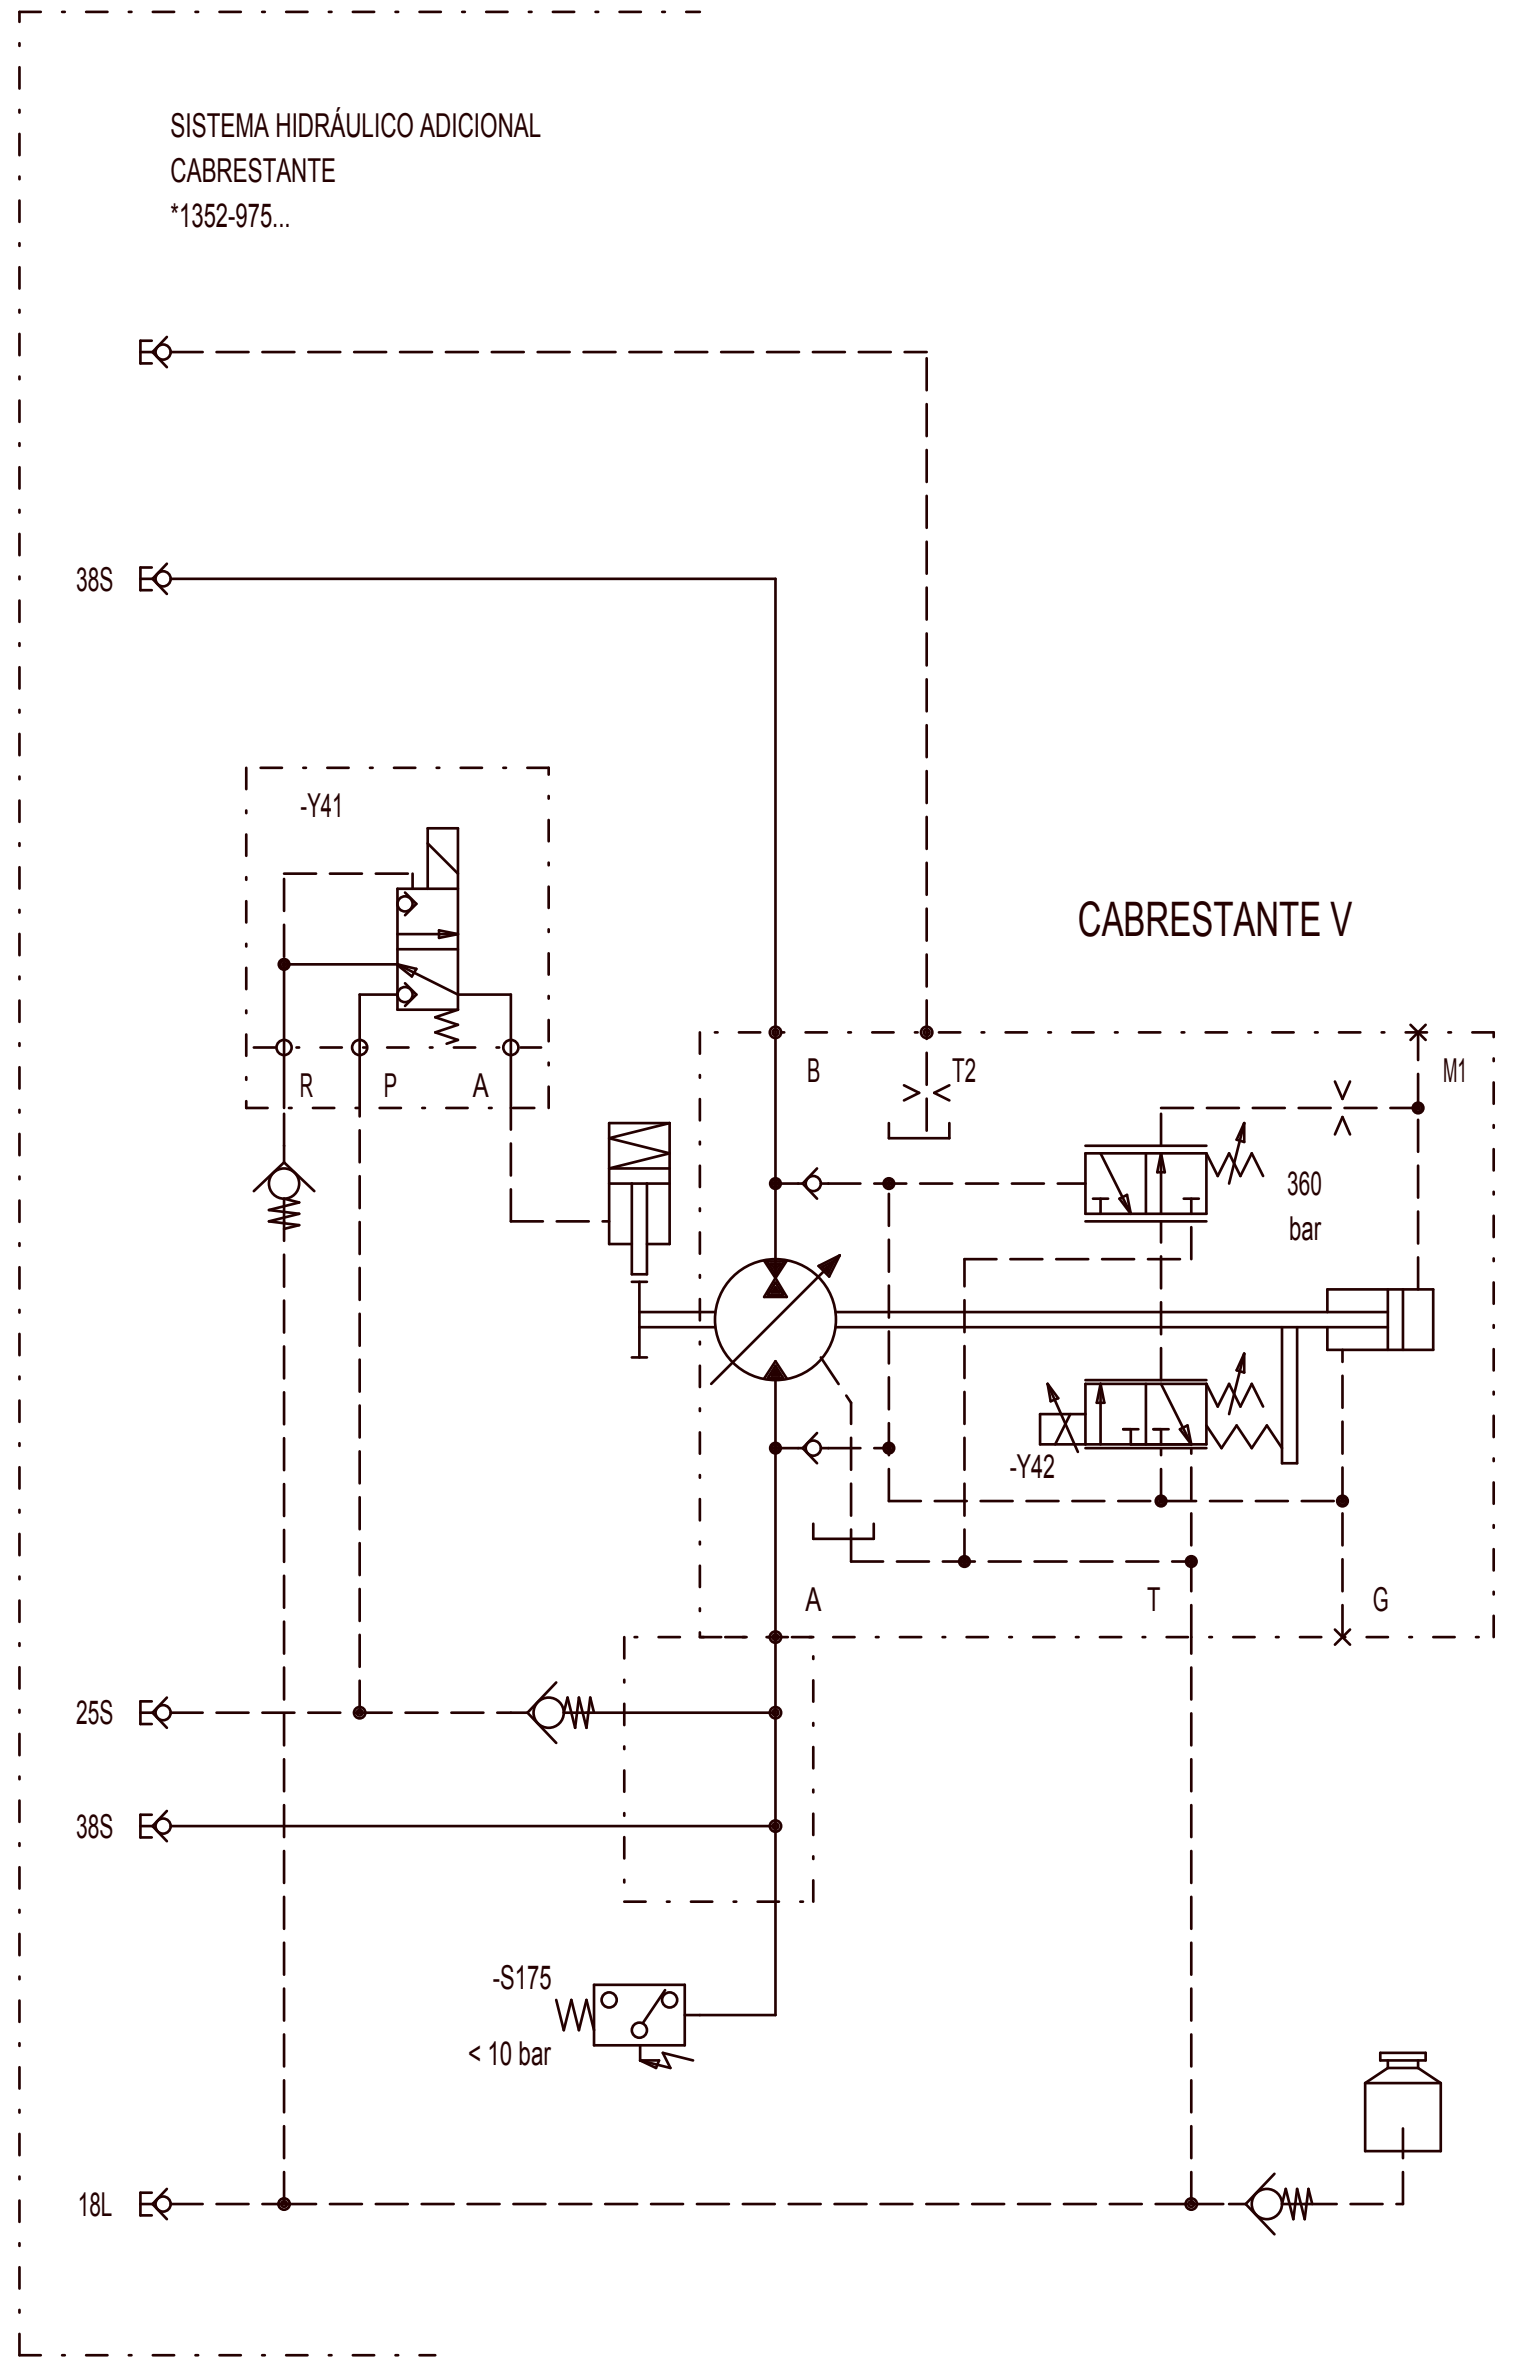 SISTEMA HIDRÁULICO ADICIONAL
CABRESTANTE
*1352-975...
38S
-Y41
CABRESTANTE V
R
P
A
B
T2
M1
360
bar
-Y42
A
T
G
25S
38S
-S175
< 10 bar
18L